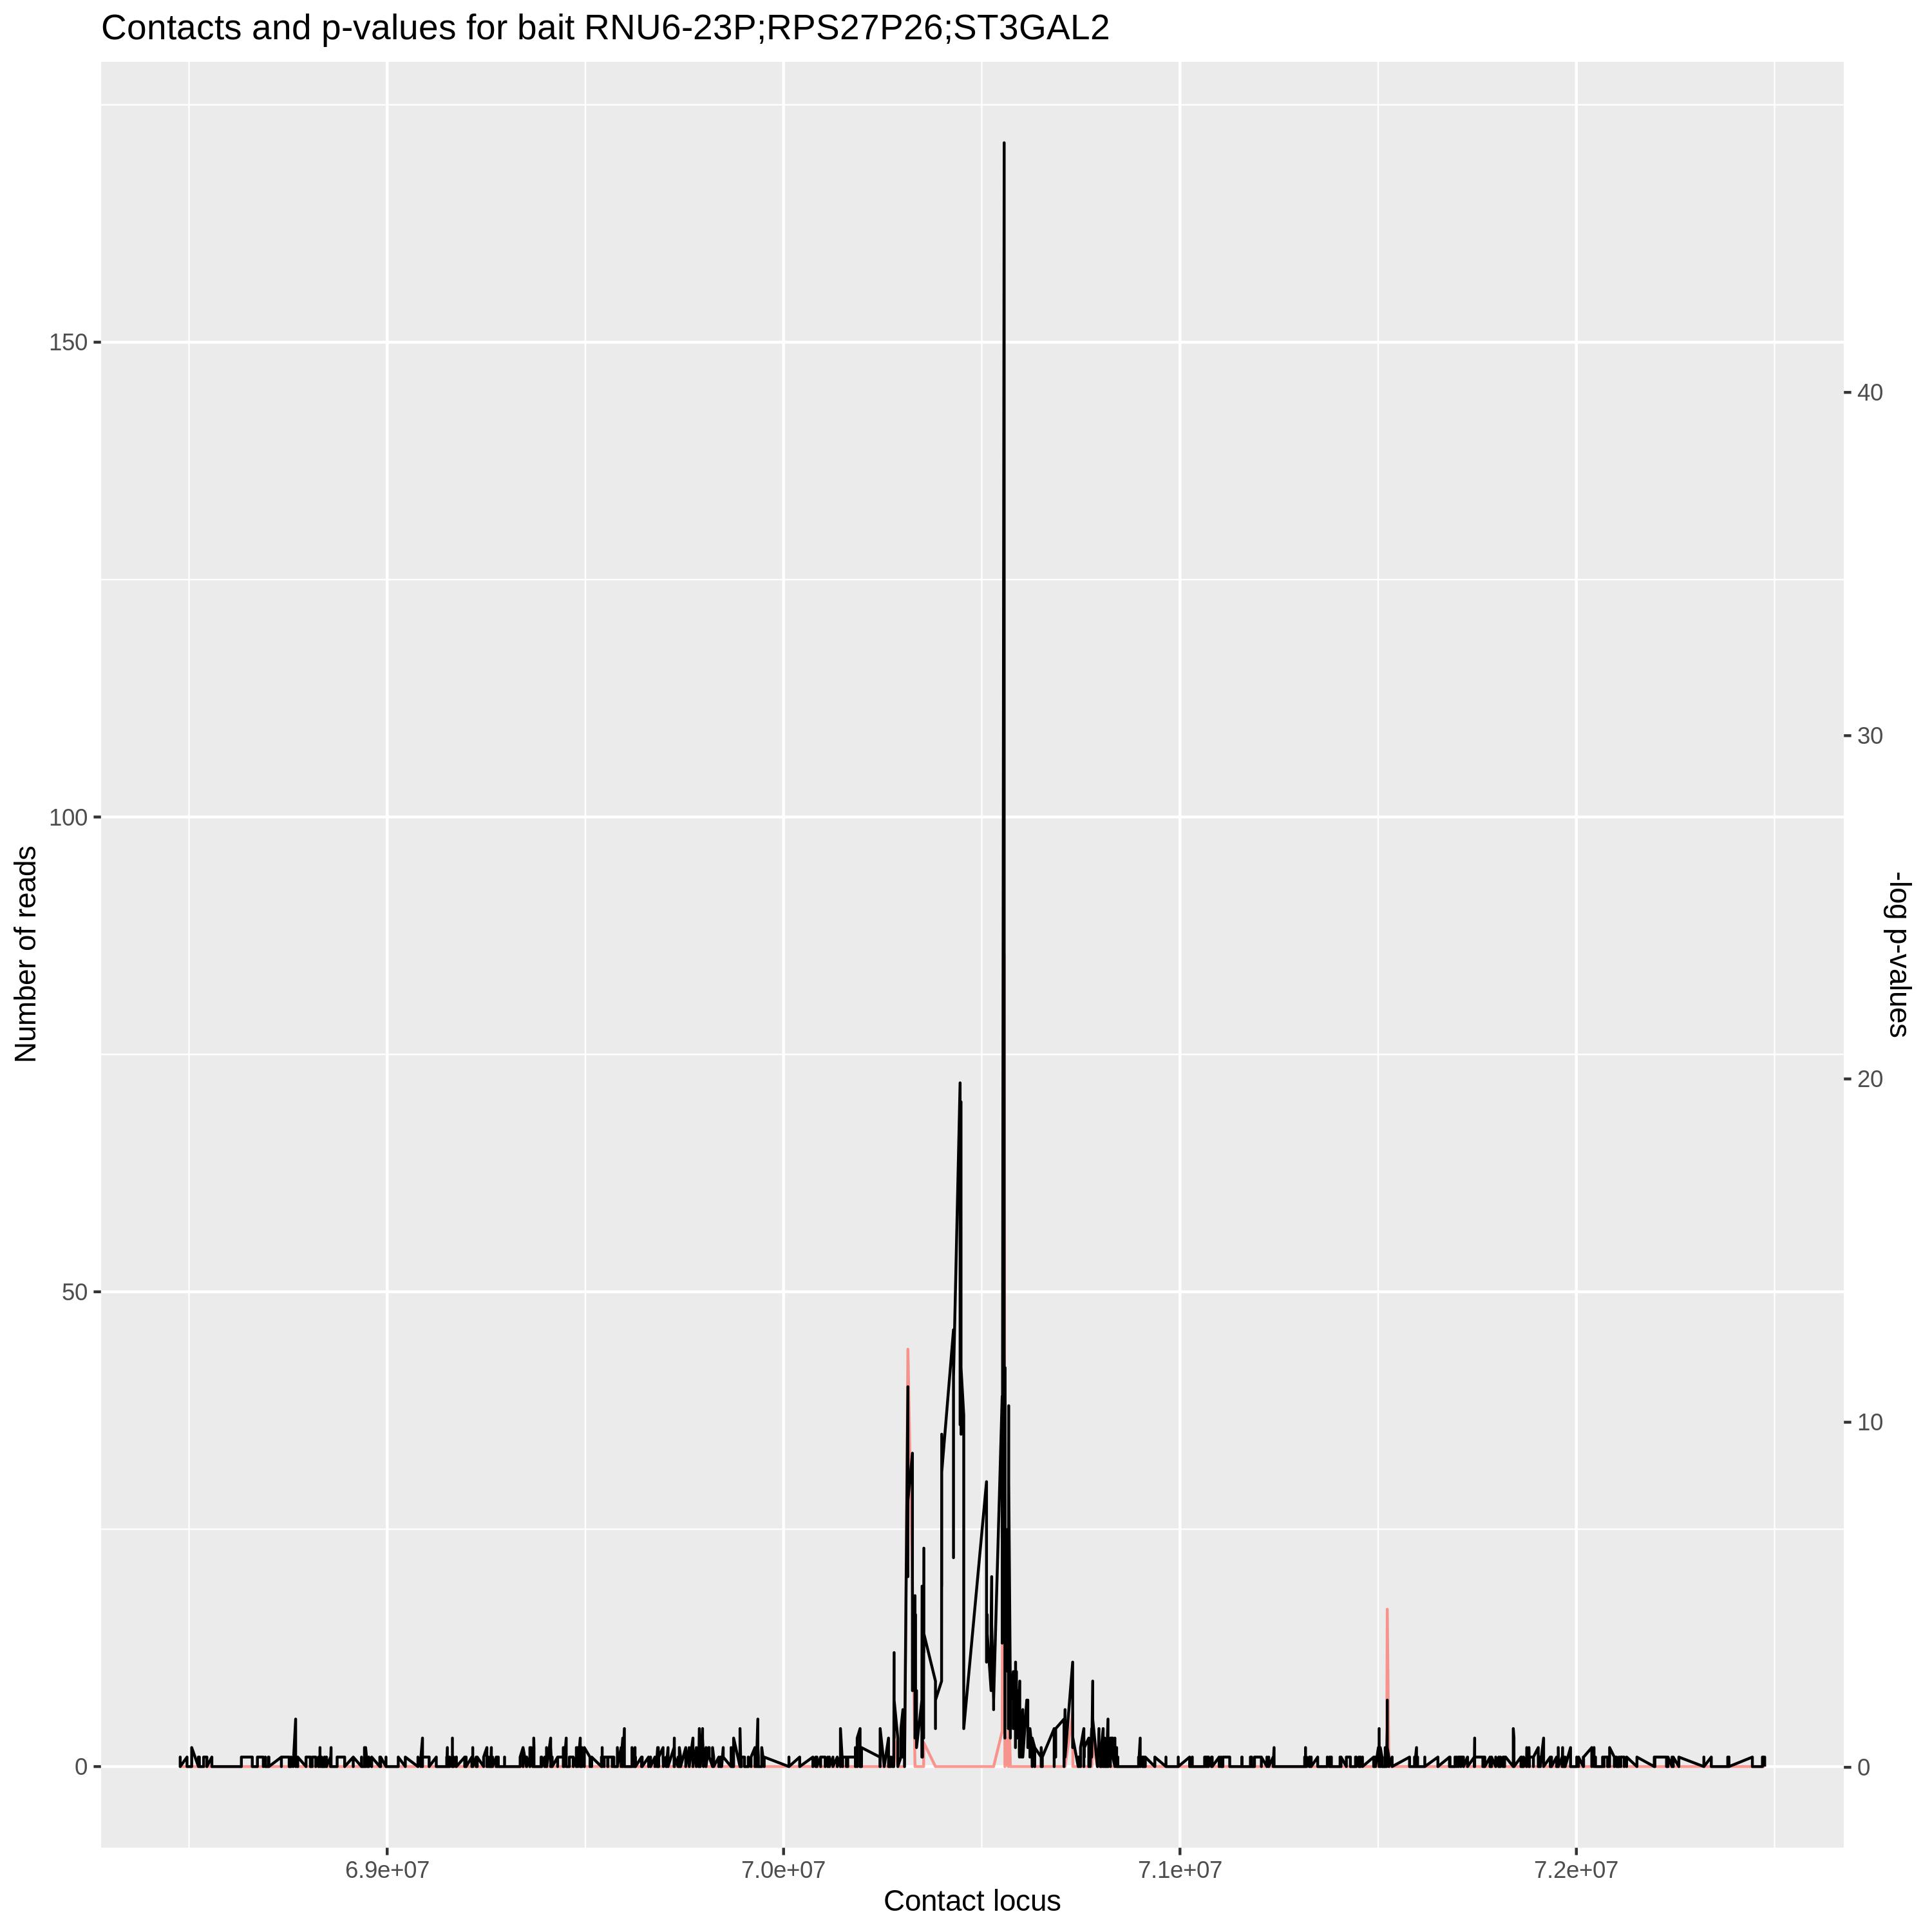 Contacts and p-values for bait RNU6-23P;RPS27P26;ST3GAL2
150
100
50
0
40
30
20
10
0
Number of reads
-log p-values
6.9e+07
7.0e+07
7.1e+07
7.2e+07
Contact locus